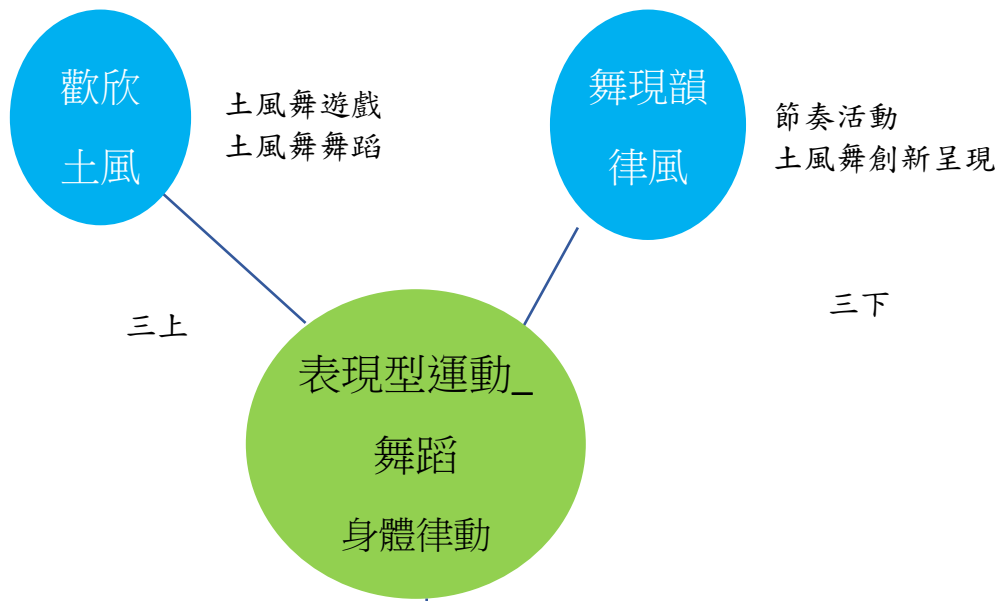 歡欣
土風
土風舞遊戲
土風舞舞蹈
舞現韻
律風
節奏活動
土風舞創新呈現
三上
三下
表現型運動_
舞蹈
身體律動